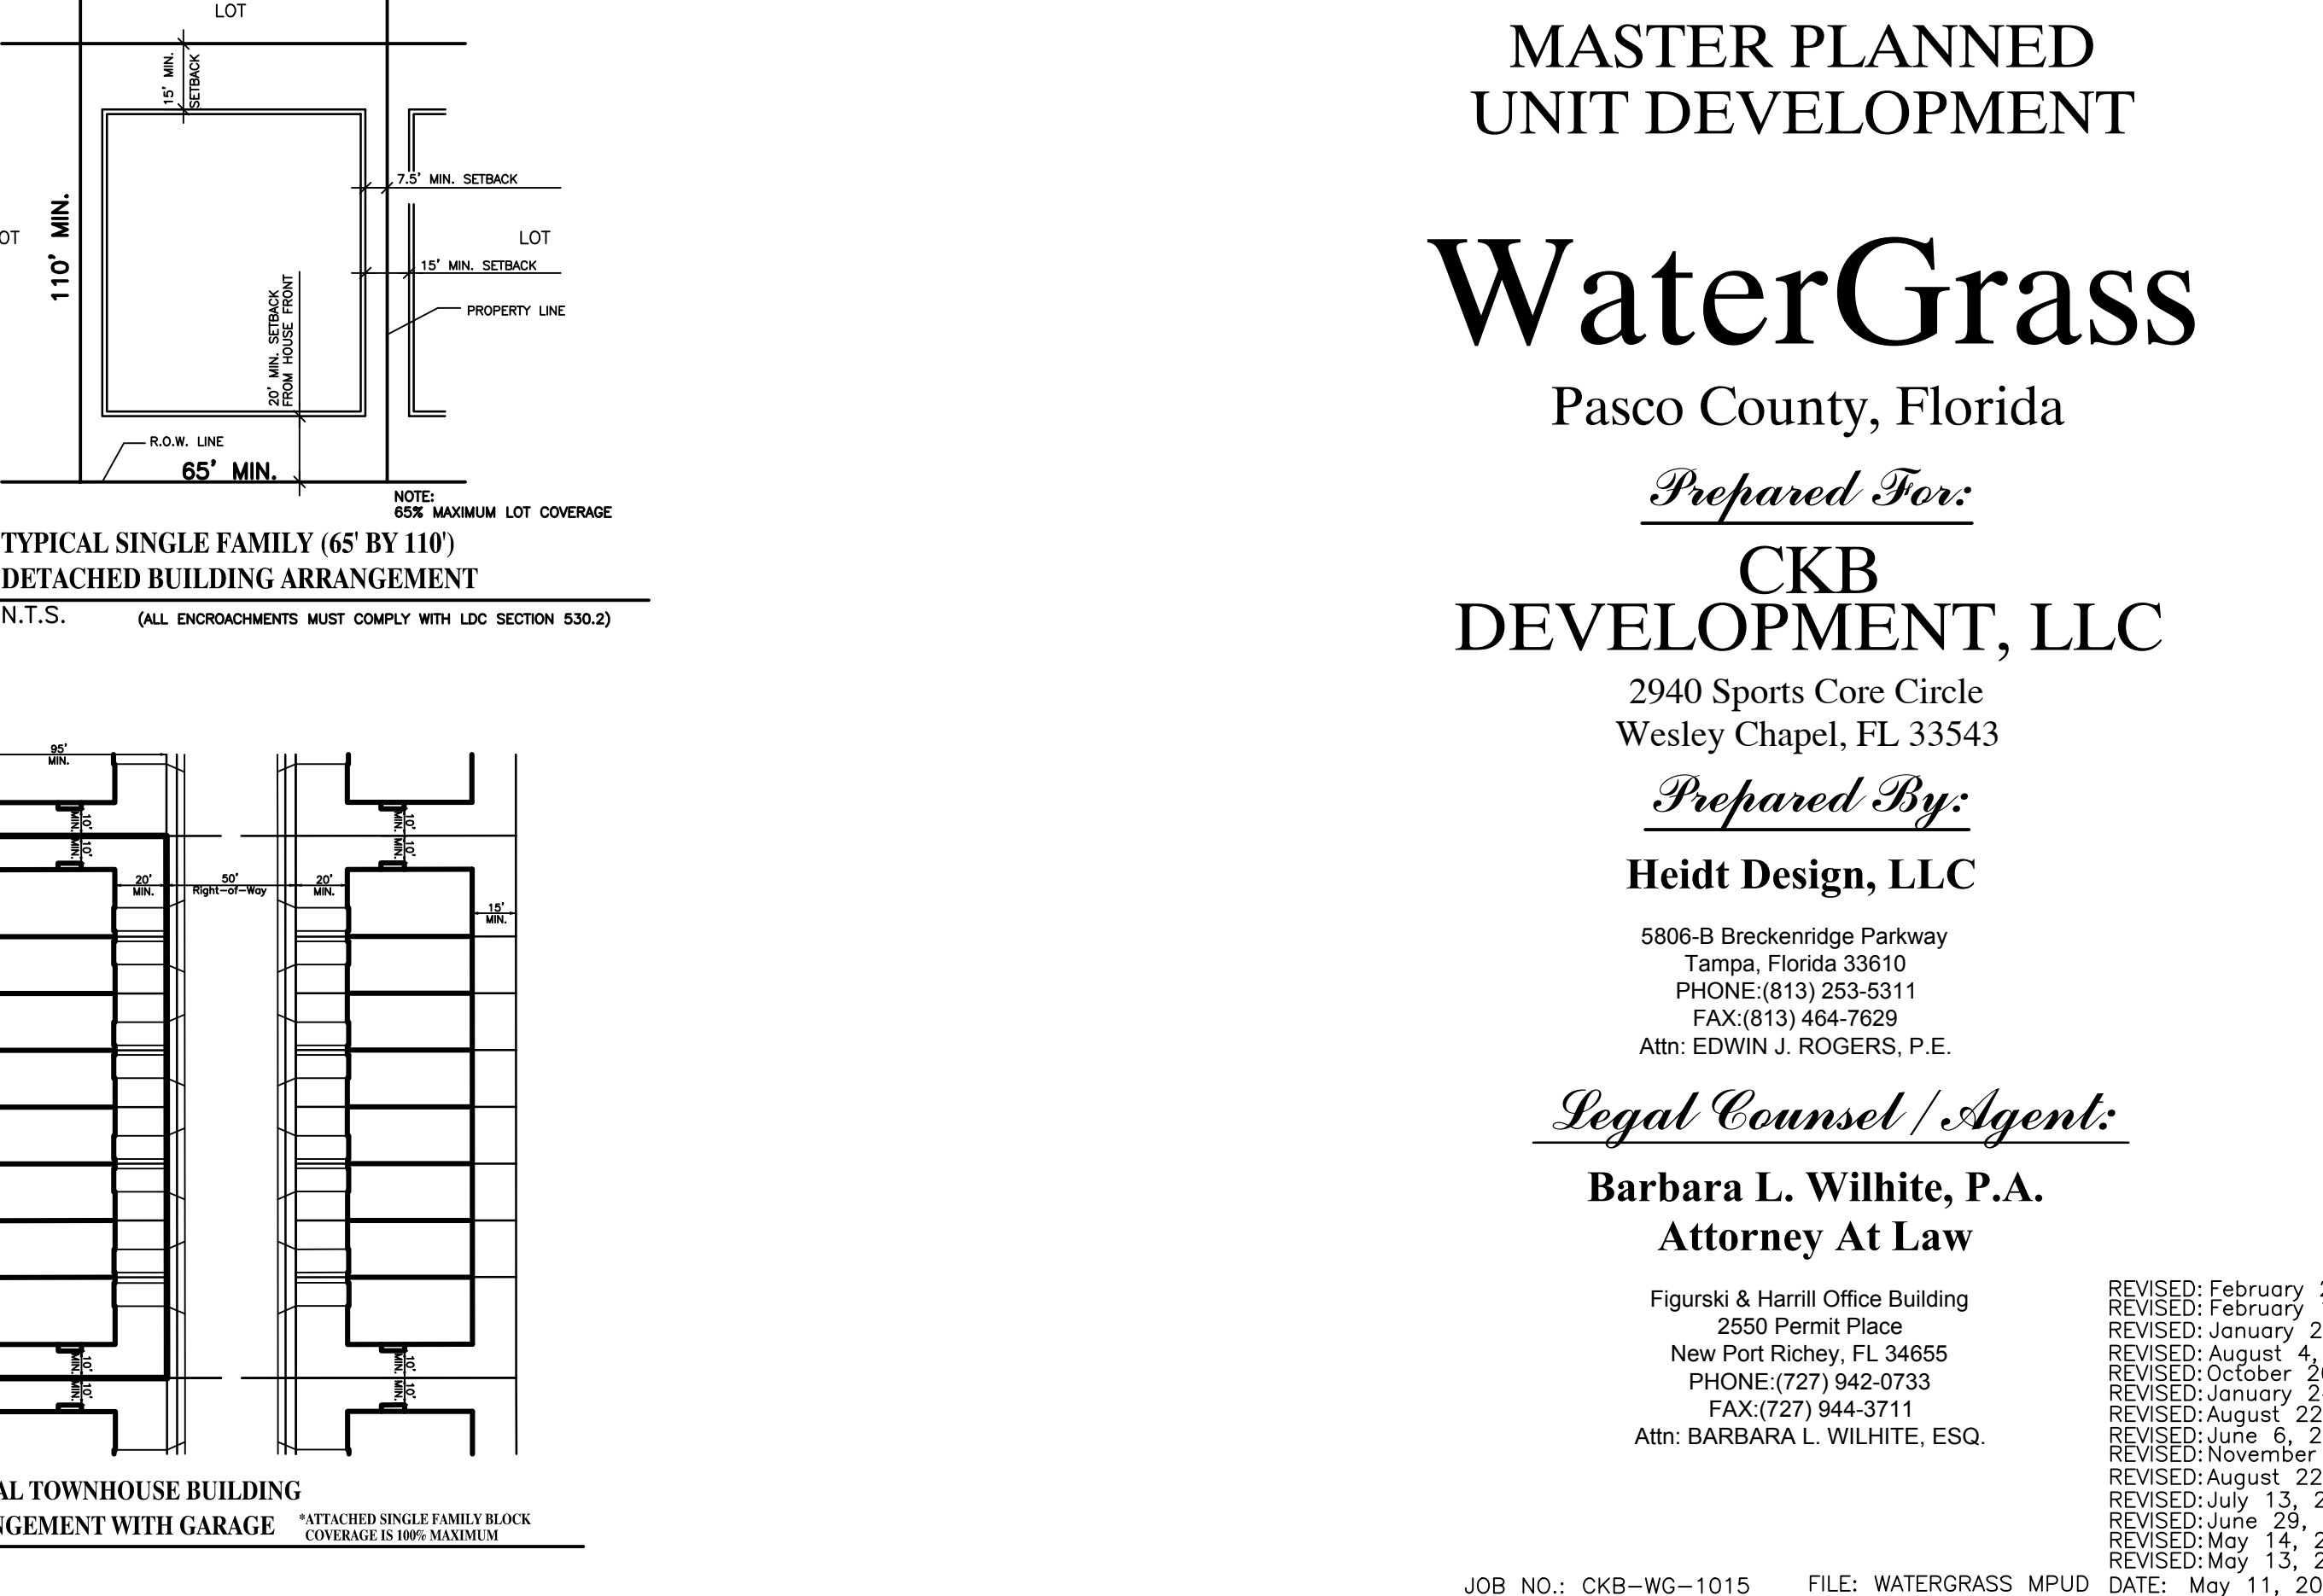 LOT
15' MIN.
SETBACK
7.5' MIN. SETBACK
110' MIN.
LOT
15' MIN. SETBACK
20' MIN. SETBACK
FROM HOUSE FRONT
PROPERTY LINE
R.O.W. LINE
65' MIN.
NOTE:
65% MAXIMUM LOT COVERAGE
TYPICAL SINGLE FAMILY (65' BY 110')
DETACHED BUILDING ARRANGEMENT
N.T.S. (ALL ENCROACHMENTS MUST COMPLY WITH LDC SECTION 530.2)
95'
MIN.
10'
MIN.
10'
MIN.
10'
MIN.
10'
MIN.
20'
MIN.
50'
Right-of-Way
20'
MIN.
15'
MIN.
10'
MIN.
10'
MIN.
10'
MIN.
10'
MIN.
TOWNHOUSE BUILDING
WITH GARAGE
*ATTACHED SINGLE FAMILY BLOCK
COVERAGE IS 100% MAXIMUM
MASTER PLANNED
UNIT DEVELOPMENT
WaterGrass
Pasco County, Florida
Prepared For:
CKB
DEVELOPMENT, LLC
2940 Sports Core Circle
Wesley Chapel, FL 33543
Prepared By:
Heidt Design, LLC
5806-B Breckenridge Parkway
Tampa, Florida 33610
PHONE:(813) 253-5311
FAX:(813) 464-7629
Attn: EDWIN J. ROGERS, P.E.
Legal Counsel / Agent:
Barbara L. Wilhite, P.A.
Attorney At Law
Figurski & Harrill Office Building
2550 Permit Place
New Port Richey, FL 34655
PHONE:(727) 942-0733
FAX:(727) 944-3711
Attn: BARBARA L. WILHITE, ESQ.
REVISED: February
REVISED: February
REVISED: January
REVISED: August 4,
REVISED: October
REVISED: January
REVISED: August 22
REVISED: June 6,
REVISED: November
REVISED: August 22
REVISED: July 13,
REVISED: June 29,
REVISED: May 14,
REVISED: May 13,
JOB NO.: CKB-WG-1015 FILE: WATERGRASS MPUD DATE: May 11,